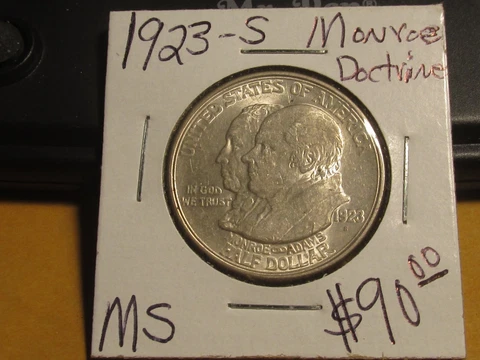 1923-S Monroe
Doctrine
UNITED STATES OF AMERICA
IN GOD
WE TRUST
1923
S
MONROE ADAMS
HALF DOLLAR
MS
$90.00